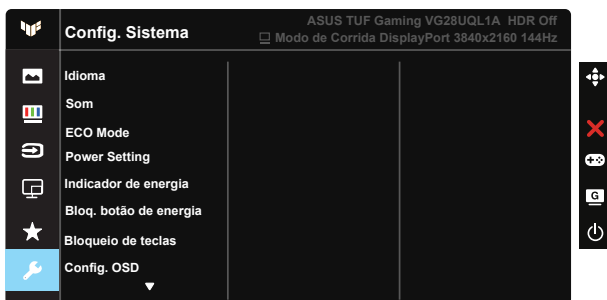 ASUS TUF Gaming VG28UQL1A HDR Off
Config. Sistema
Modo de Corrida DisplayPort 3840x2160 144Hz
Idioma
Som
ECO Mode
Power Setting
Indicador de energia
Bloq. botão de energia
Bloqueio de teclas
Config. OSD
G